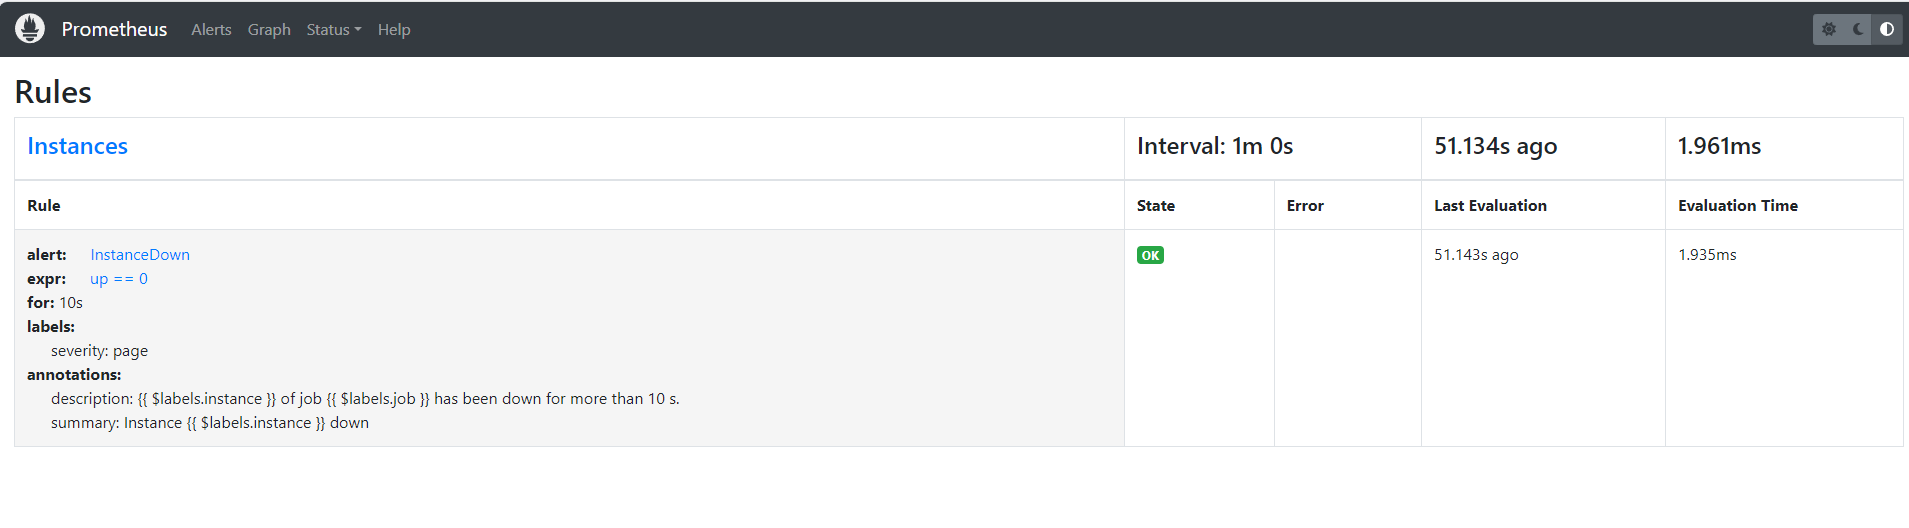 Prometheus Alerts Graph Status Help
Rules
Instances Interval: 1m 0s 51.134s ago 1.961ms
Rule State Error Last Evaluation Evaluation Time
alert: InstanceDown OK 51.143s ago 1.935ms
expr: up == 0
for: 10s
labels:
severity: page
annotations:
description: {{ $labels.instance }} of job {{ $labels.job }} has been down for more than 10 s.
summary: Instance {{ $labels.instance }} down